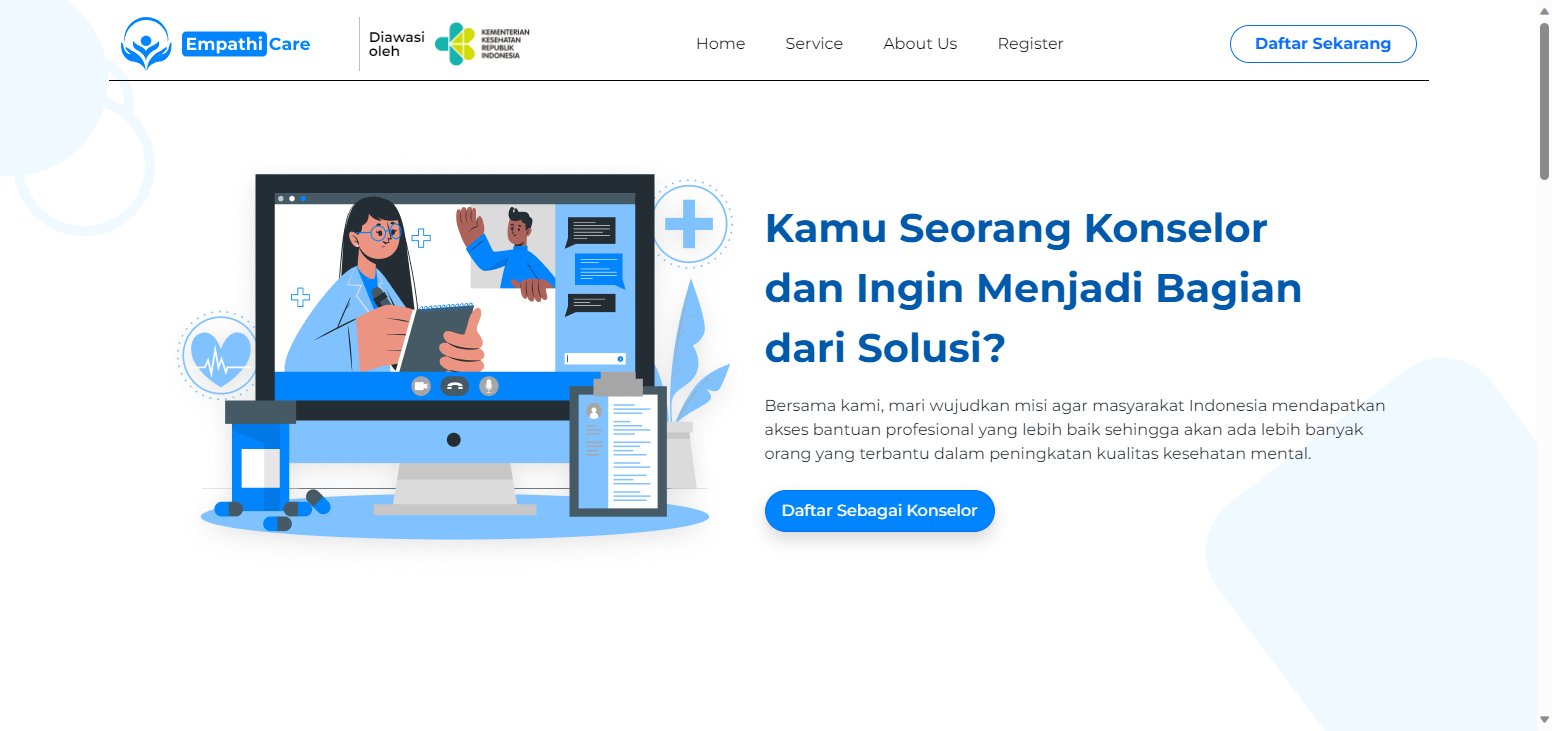 Empathi Care
Diawasi
oleh
KEMENTERIAN
KESEHATAN
REPUBLIK
INDONESIA
Home
Service
About Us
Register
Daftar Sekarang
Kamu Seorang Konselor
dan Ingin Menjadi Bagian
dari Solusi?
Bersama kami, mari wujudkan misi agar masyarakat Indonesia mendapatkan
akses bantuan profesional yang lebih baik sehingga akan ada lebih banyak
orang yang terbantu dalam peningkatan kualitas kesehatan mental.
Daftar Sebagai Konselor